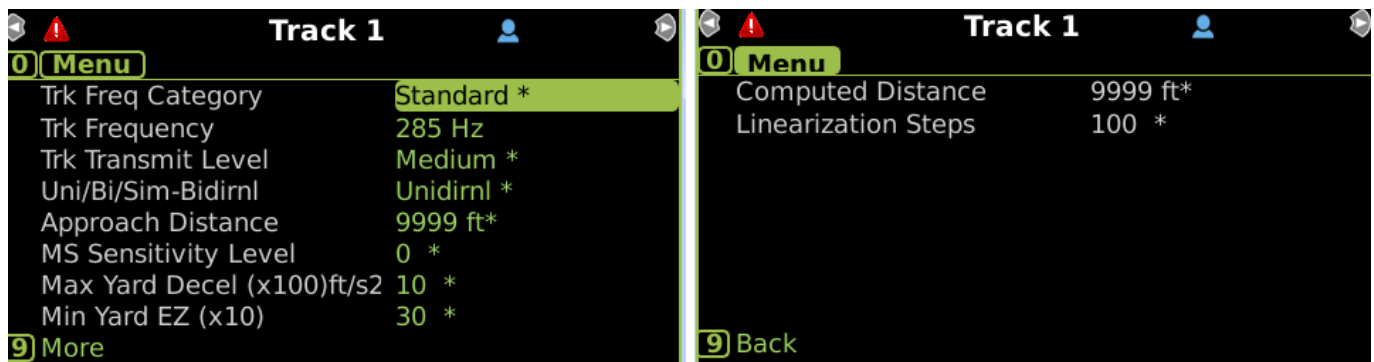 Track 1
0 Menu
Trk Freq Category Standard *
Trk Frequency 285 Hz
Trk Transmit Level Medium *
Uni/Bi/Sim-Bidirnl Unidirnl *
Approach Distance 9999 ft*
MS Sensitivity Level 0 *
Max Yard Decel (x100)ft/s2 10 *
Min Yard EZ (x10) 30 *
9 More
Track 1
0 Menu
Computed Distance 9999 ft*
Linearization Steps 100 *
9 Back